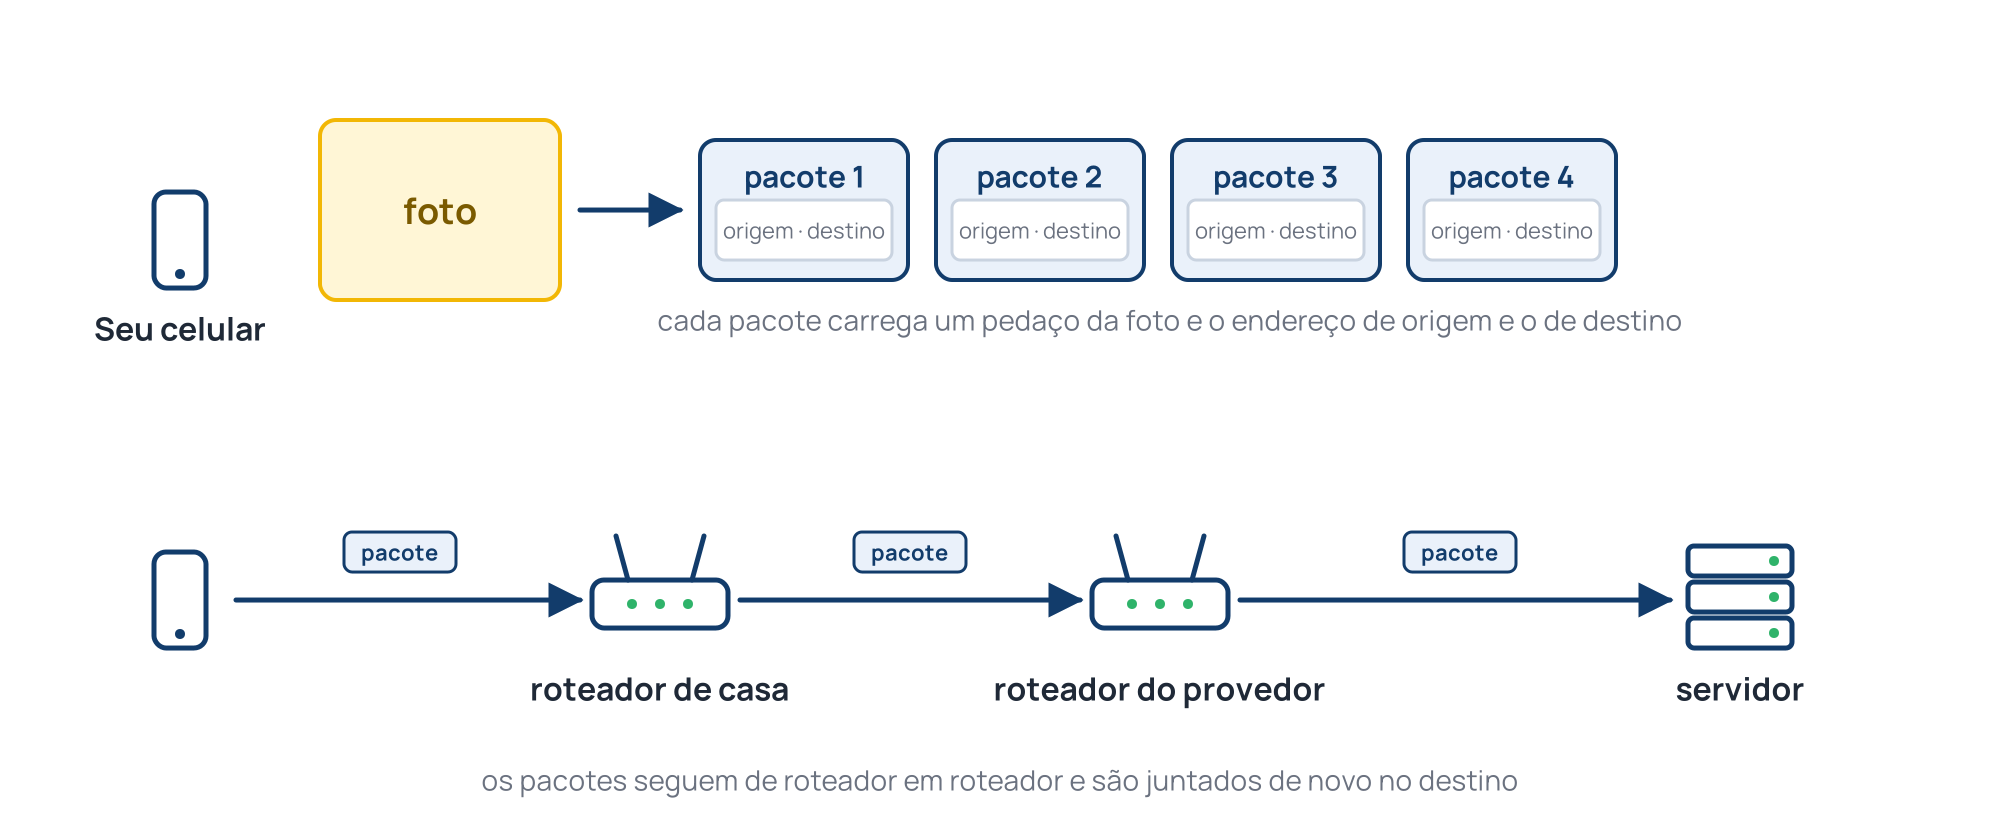 foto
pacote 1
pacote 2
pacote 3
pacote 4
origem · destino
origem · destino
origem · destino
origem · destino
Seu celular
cada pacote carrega um pedaço da foto e o endereço de origem e o de destino
pacote
pacote
pacote
roteador de casa
roteador do provedor
servidor
os pacotes seguem de roteador em roteador e são juntados de novo no destino